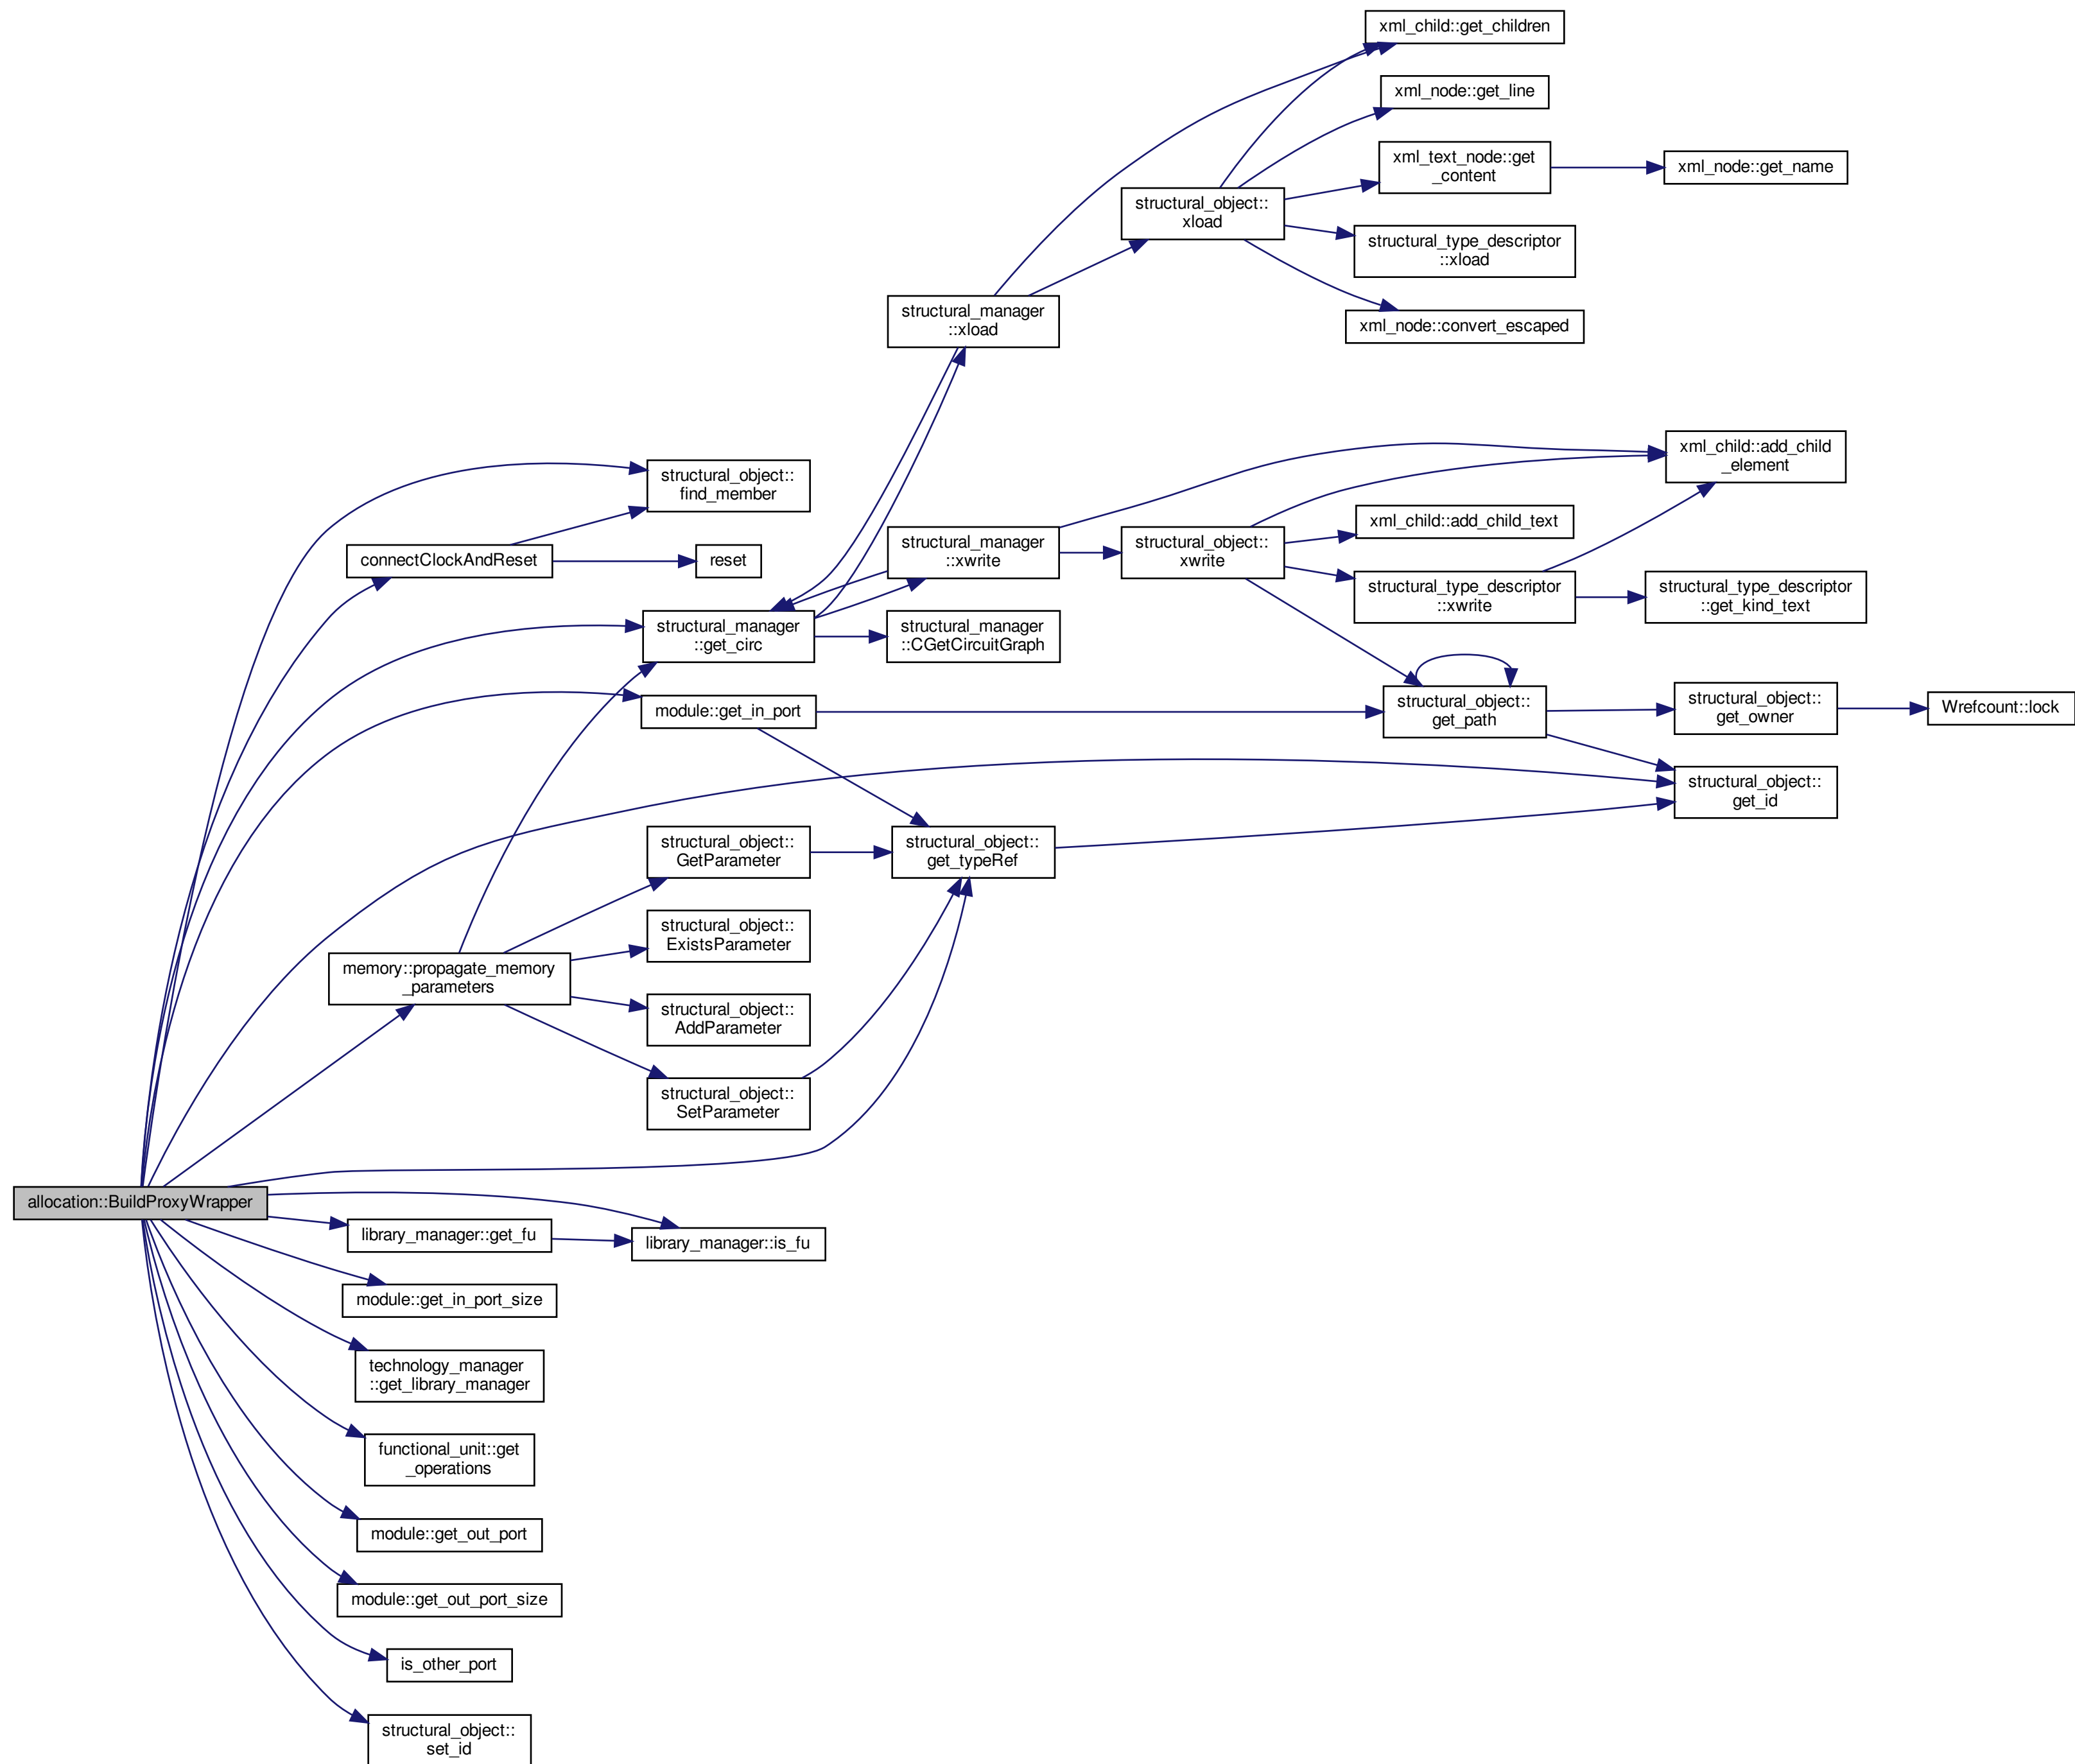 xml_child::get_children
xml_node::get_line
xml_text_node::get
_content
xml_node::get_name
structural_object::
xload
structural_type_descriptor
::xload
structural_manager
::xload
xml_node::convert_escaped
xml_child::add_child
_element
structural_object::
find_member
xml_child::add_child_text
structural_manager
::xwrite
structural_object::
xwrite
connectClockAndReset
reset
structural_type_descriptor
::xwrite
structural_type_descriptor
::get_kind_text
structural_manager
::get_circ
structural_manager
::CGetCircuitGraph
module::get_in_port
structural_object::
get_path
structural_object::
get_owner
Wrefcount::lock
structural_object::
get_id
structural_object::
GetParameter
structural_object::
get_typeRef
structural_object::
ExistsParameter
memory::propagate_memory
_parameters
structural_object::
AddParameter
structural_object::
SetParameter
allocation::BuildProxyWrapper
library_manager::get_fu
library_manager::is_fu
module::get_in_port_size
technology_manager
::get_library_manager
functional_unit::get
_operations
module::get_out_port
module::get_out_port_size
is_other_port
structural_object::
set_id